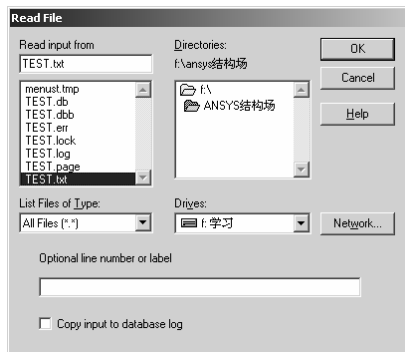 Read File
Read input from
TEST.txt
menust.tmp
TEST.db
TEST.dbb
TEST.err
TEST.lock
TEST.log
TEST.page
TEST.txt
List Files of Type:
All Files (*.*)
Directories:
f:\ansys结构场
f:\
ANSYS结构场
Drives:
f: 学习
OK
Cancel
Help
Network...
Optional line number or label
Copy input to database log